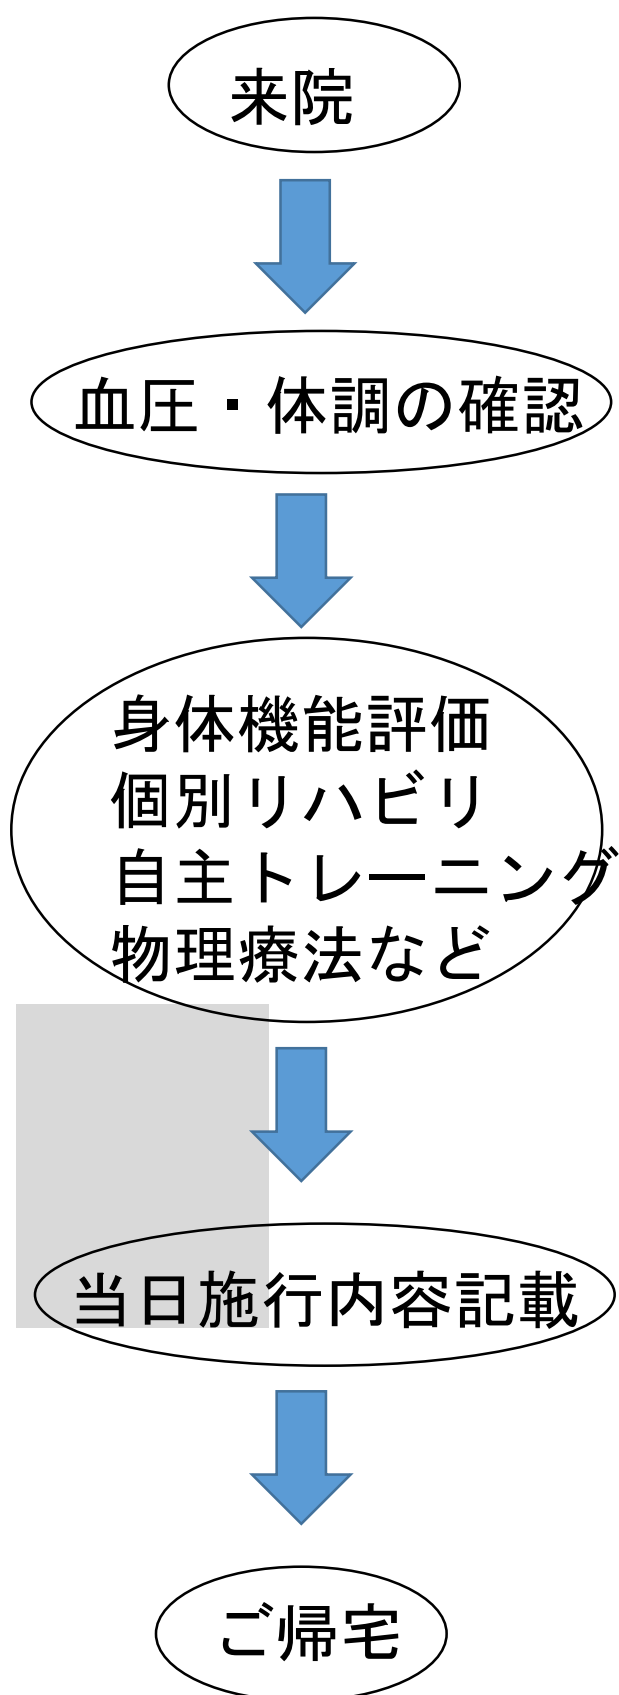 来院
血圧・体調の確認
身体機能評価
個別リハビリ
自主トレーニング
物理療法など
当日施行内容記載
ご帰宅